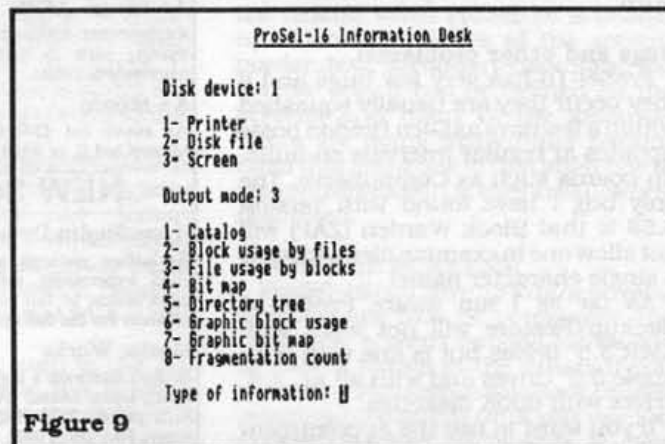 ProSel-16 Information Desk
Disk device: 1
1- Printer
2- Disk file
3- Screen
Output mode: 3
1- Catalog
2- Block usage by files
3- File usage by blocks
4- Bit map
5- Directory tree
6- Graphic block usage
7- Graphic bit map
8- Fragmentation count
Type of information:
Figure 9